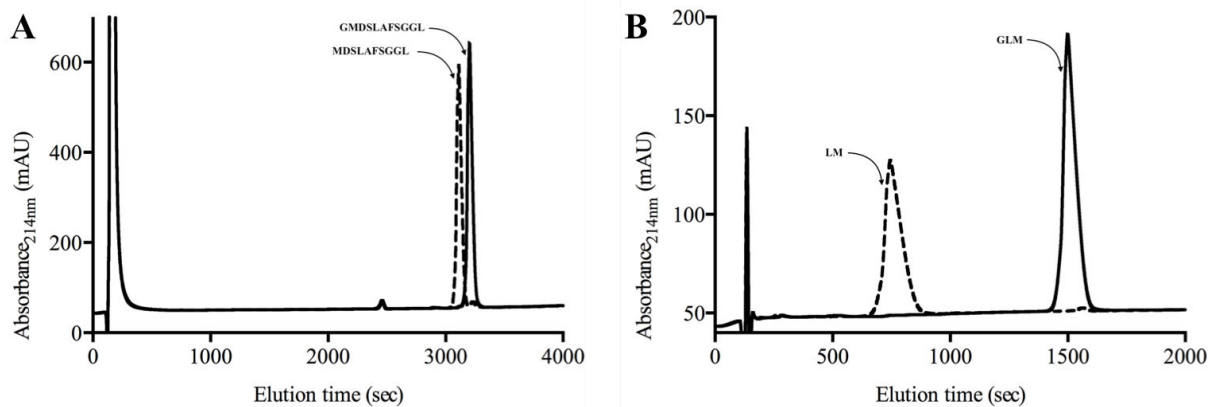 A
GMDSLAFSGGL
MDSLAFSGGL
600
400
200
0
0 1000 2000 3000 4000
Absorbance214nm (mAU)
Elution time (sec)
B
GLM
LM
200
150
100
50
0 500 1000 1500 2000
Absorbance214nm (mAU)
Elution time (sec)